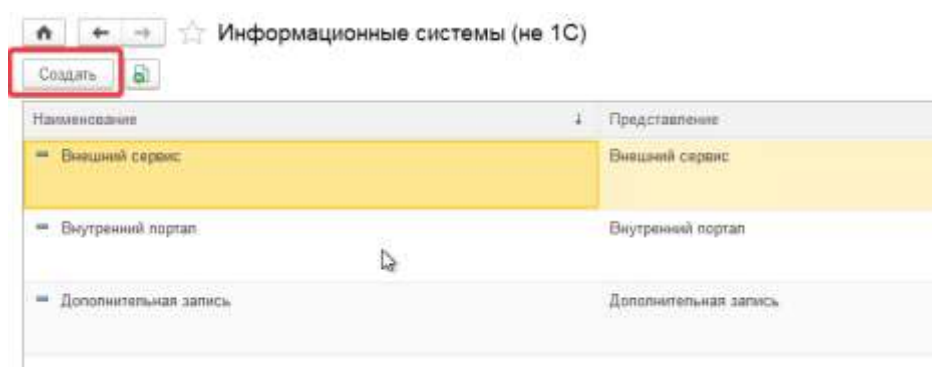 Информационные системы (не 1С)
Создать
Наименование ↓ Представление
Внешний сервис Внешний сервис
Внутренний портал Внутренний портал
Дополнительная запись Дополнительная запись